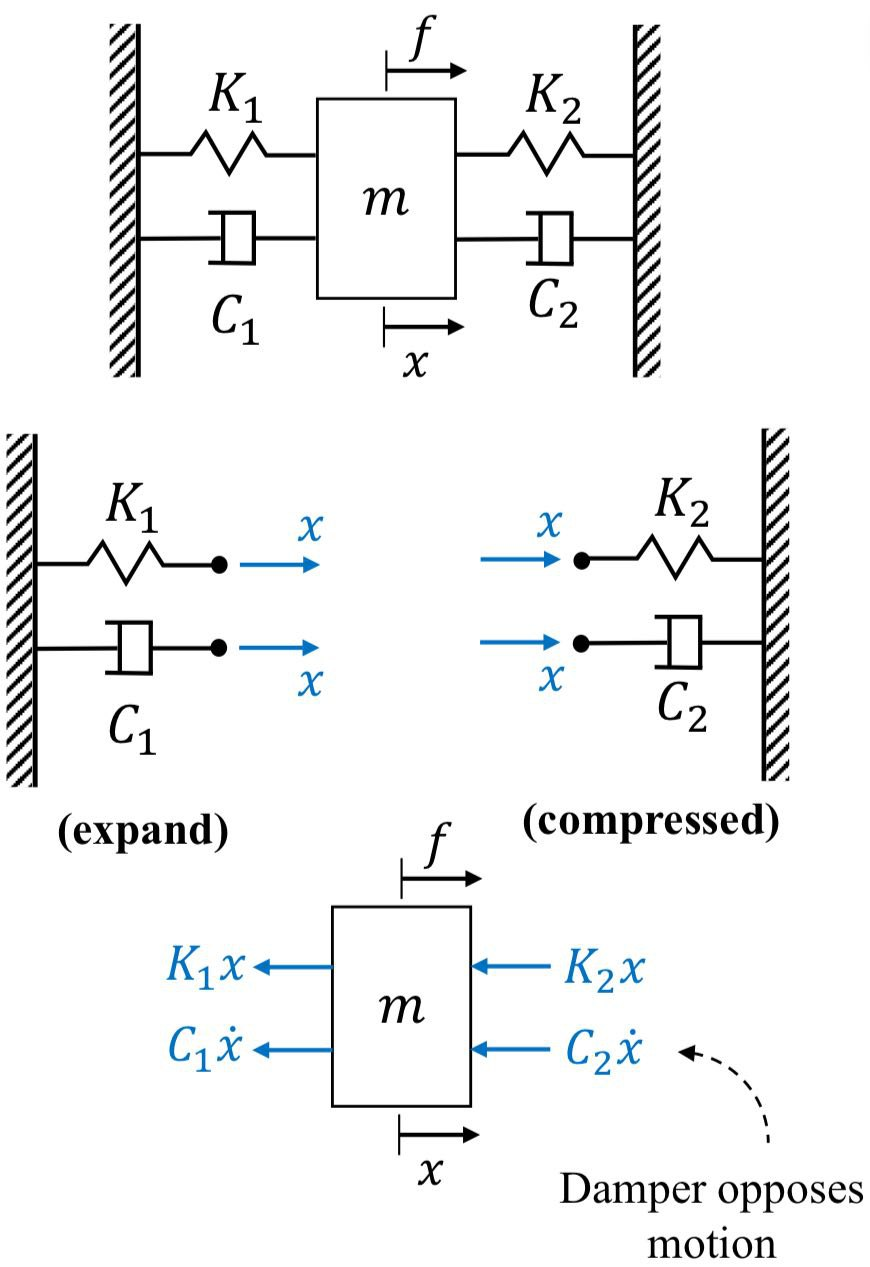 f
K₁ K₂
m
C₁ C₂
x
K₁ x x K₂
x x
C₁ C₂
(expand) (compressed)
f
K₁x K₂x
m
C₁ẋ C₂ẋ
x
Damper opposes
motion